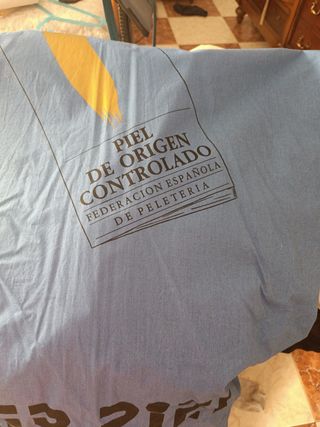 PIEL
DE ORIGEN
CONTROLADO
FEDERACION ESPAÑOLA
DE PELETERIA